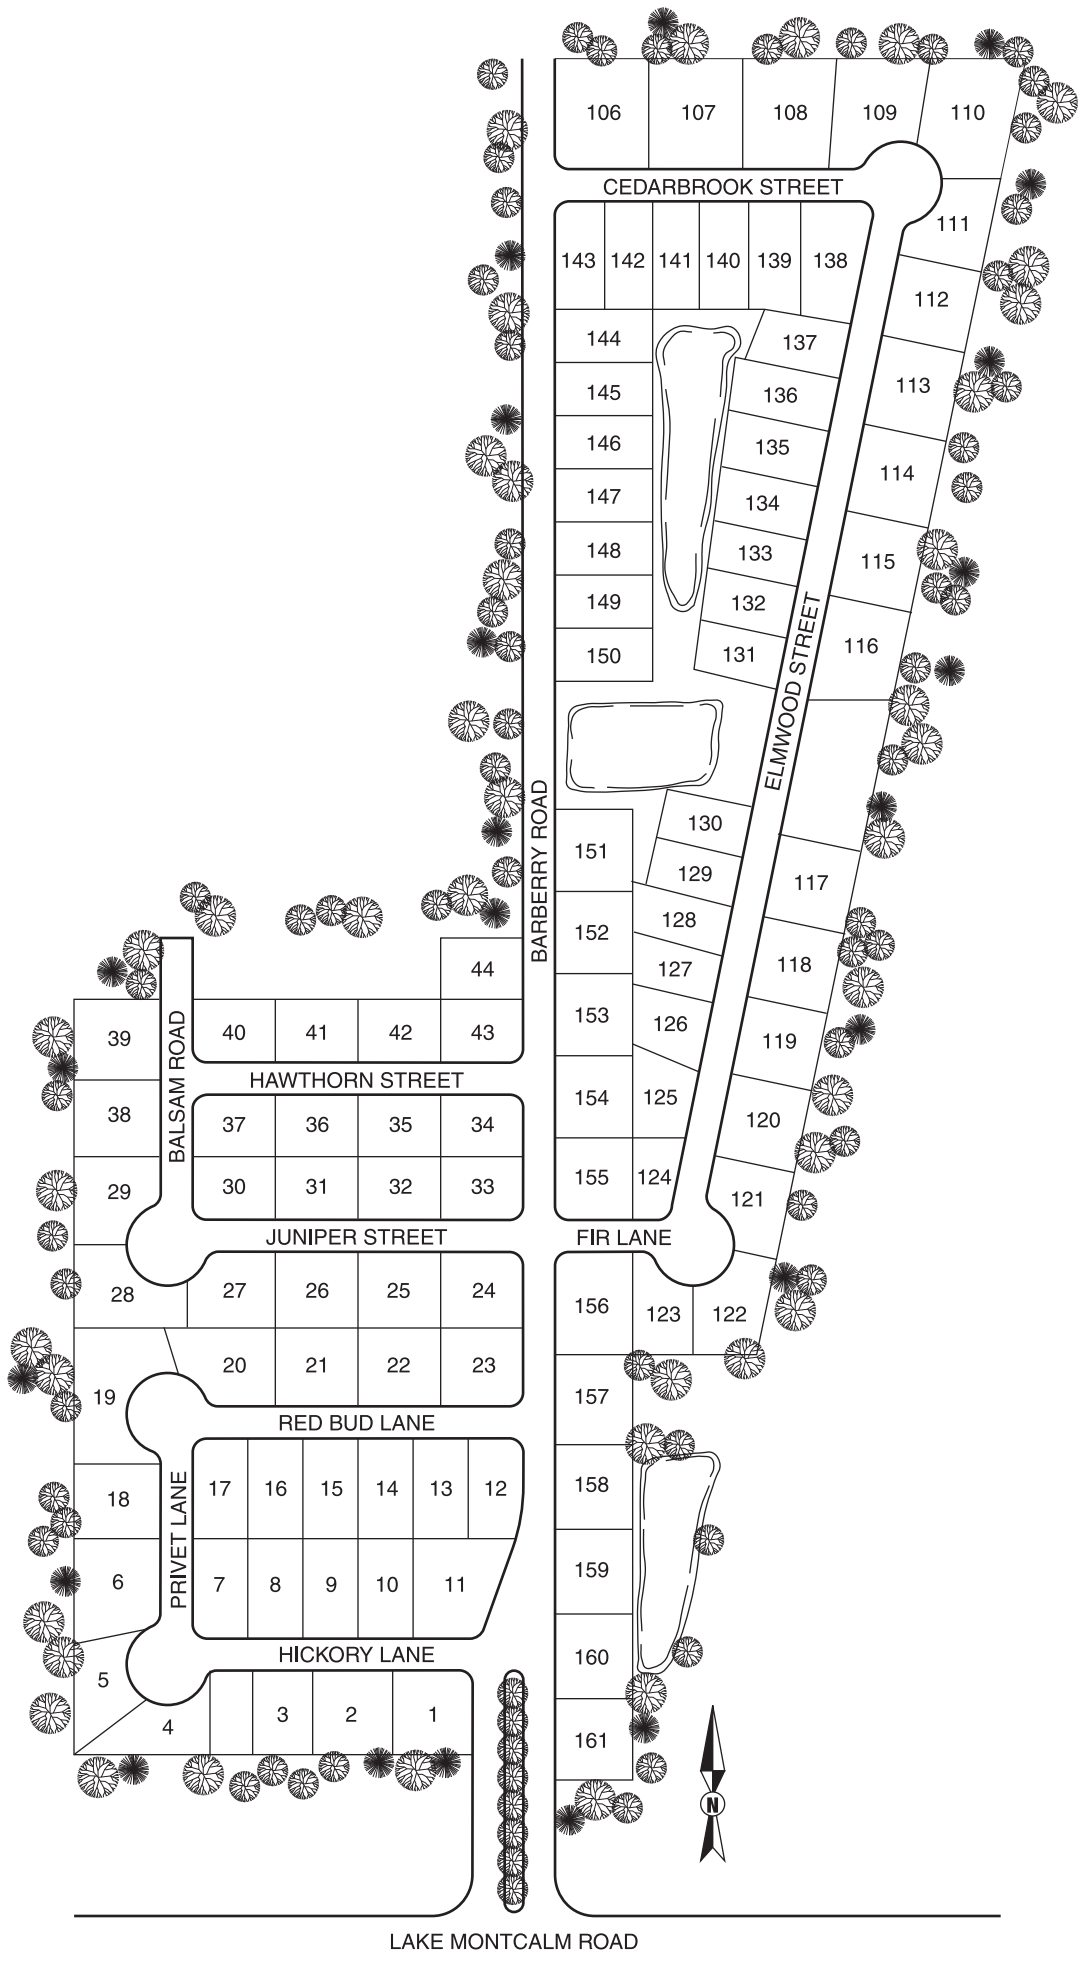 106 107 108 109 110
CEDARBROOK STREET
111
143 142 141 140 139 138
112
144
137
145
136
113
146
135
114
147
134
148
133
115
149
132
116
150
131
ELMWOOD STREET
BARBERRY ROAD
130
151
129
117
128
152
118
127
44
153
126
119
39
40 41 42 43
BALSAM ROAD
HAWTHORN STREET
38
37 36 35 34
154 125
120
29
30 31 32 33
155 124
121
JUNIPER STREET
FIR LANE
28
27 26 25 24
156 123 122
19
20 21 22 23
157
RED BUD LANE
18
17 16 15 14 13 12
158
PRIVET LANE
6
7 8 9 10 11
159
HICKORY LANE
160
5
4 3 2 1
161
N
LAKE MONTCALM ROAD